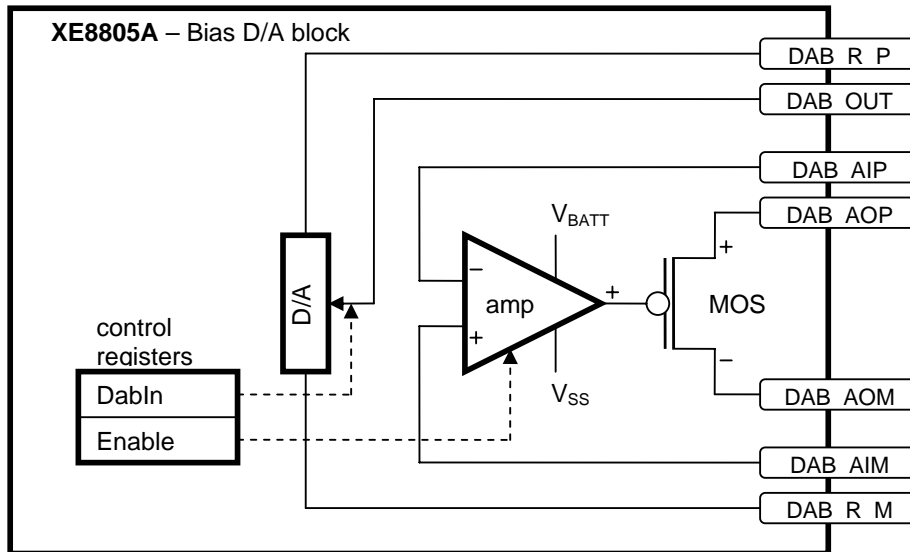 XE8805A – Bias D/A block
DAB R P
DAB OUT
DAB AIP
VBATT
DAB AOP
+
–
D/A
amp
+
MOS
control
registers
+
–
DabIn
VSS
DAB AOM
Enable
DAB AIM
DAB R M